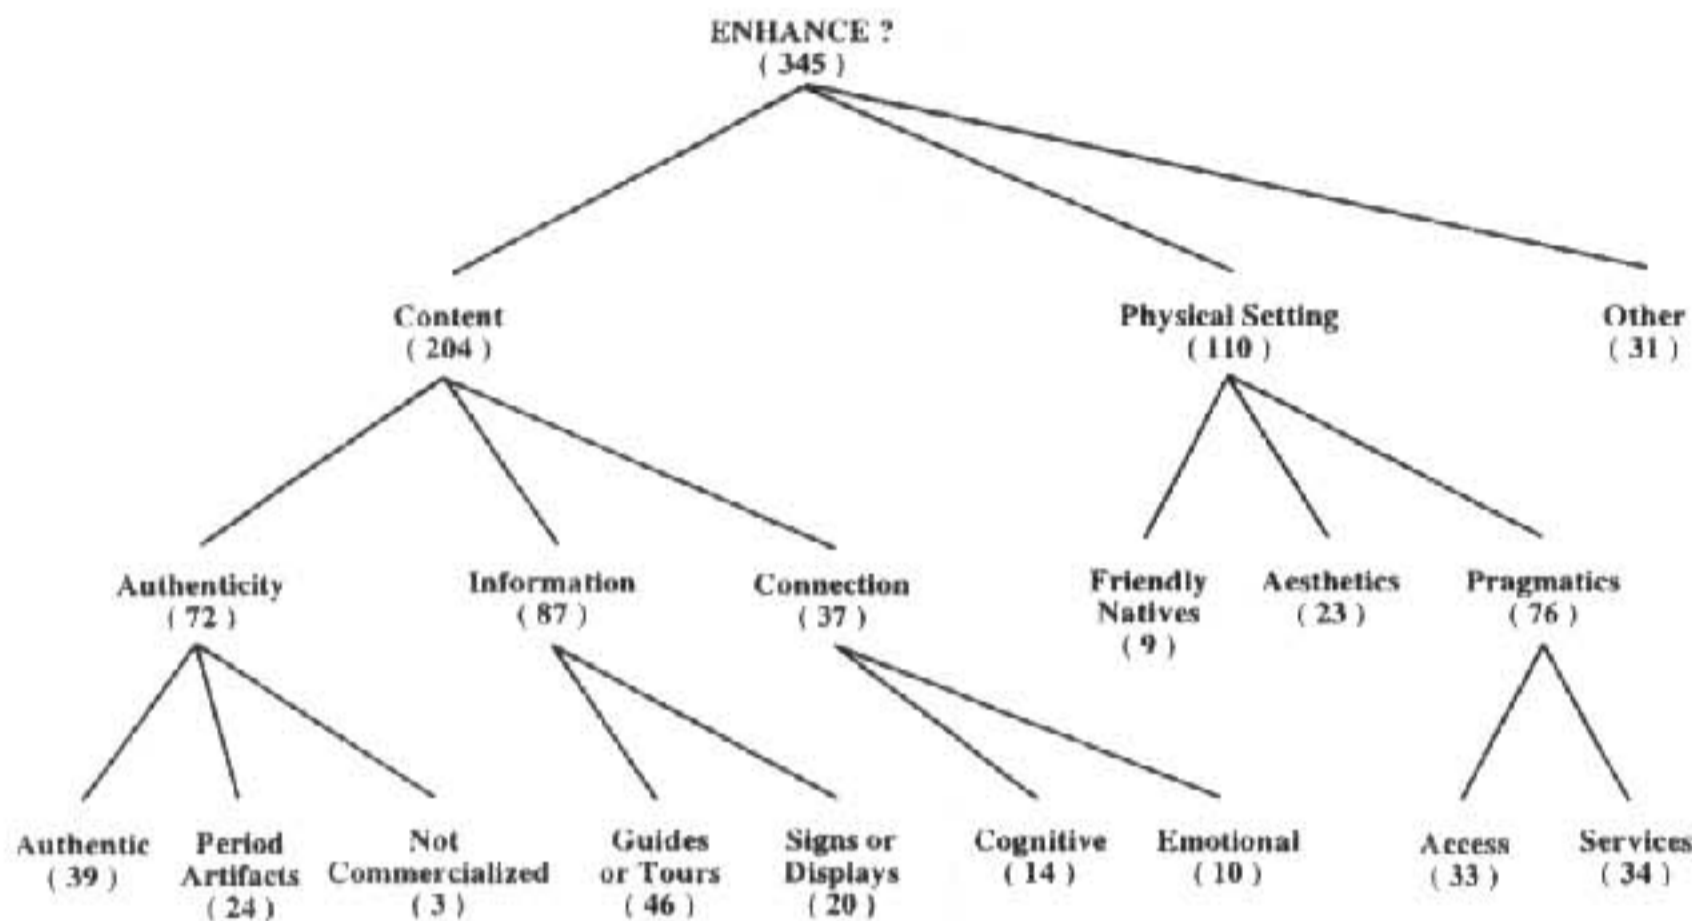 ENHANCE ?
( 345 )
Content
( 204 )
Physical Setting
( 110 )
Other
( 31 )
Authenticity
( 72 )
Information
( 87 )
Connection
( 37 )
Friendly
Natives
( 9 )
Aesthetics
( 23 )
Pragmatics
( 76 )
Authentic
( 39 )
Period
Artifacts
( 24 )
Not
Commercialized
( 3 )
Guides
or Tours
( 46 )
Signs or
Displays
( 20 )
Cognitive
( 14 )
Emotional
( 10 )
Access
( 33 )
Services
( 34 )